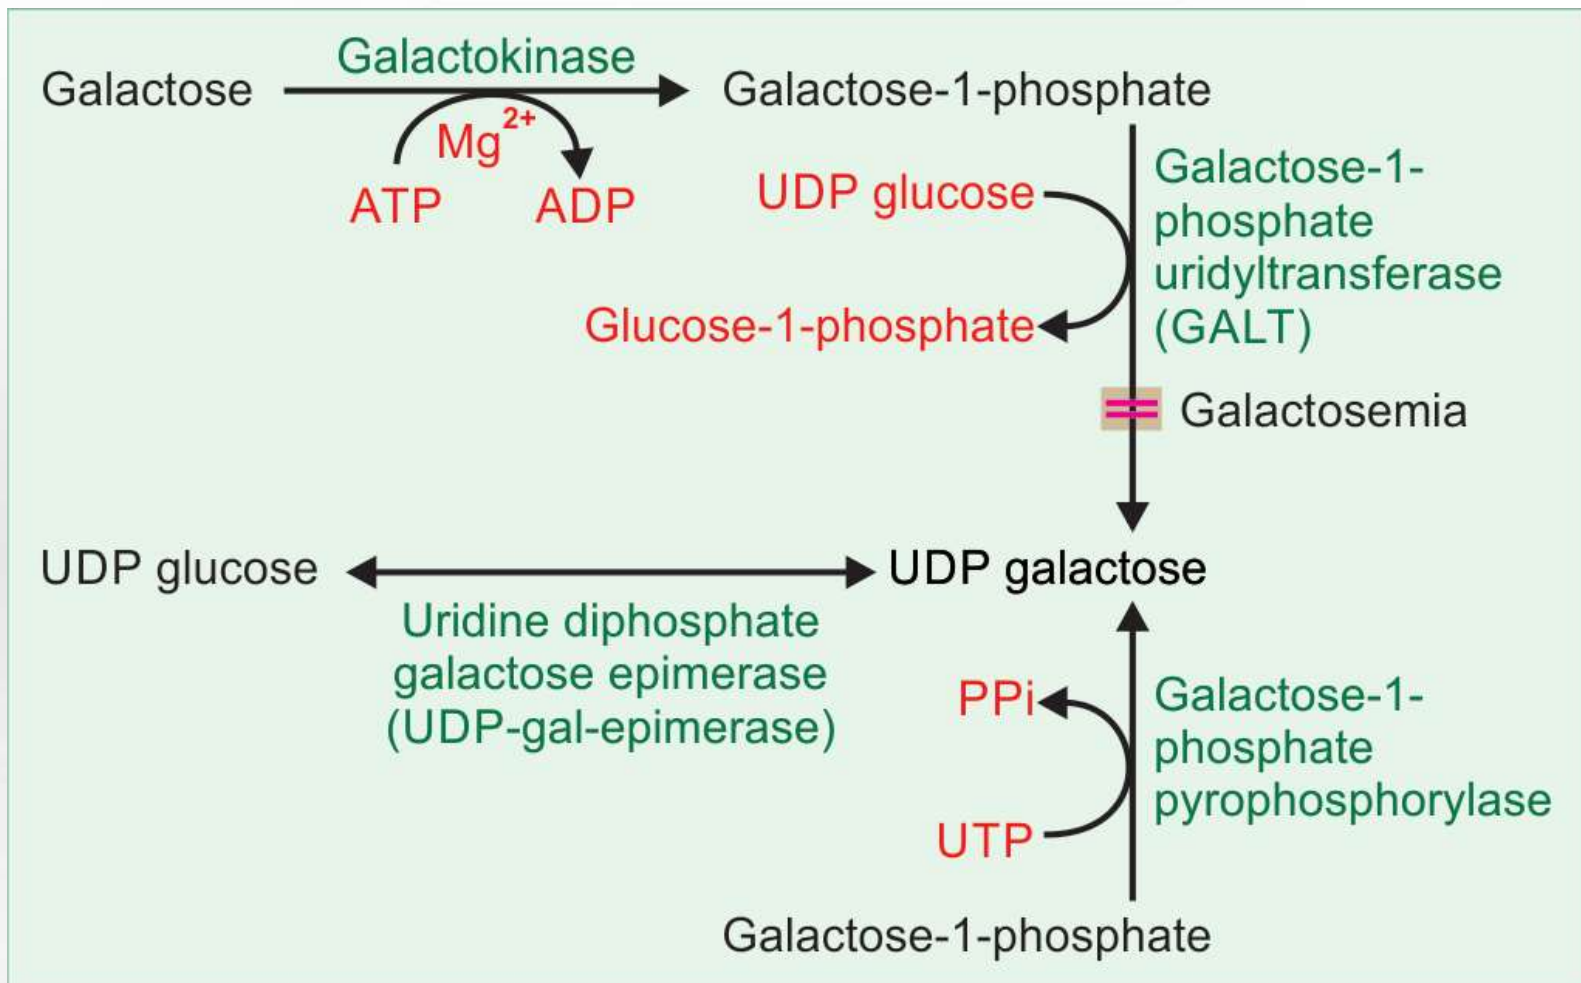 Galactokinase
Galactose
Galactose-1-phosphate
Mg2+
ATP
ADP
UDP glucose
Glucose-1-phosphate
Galactose-1-
phosphate
uridyltransferase
(GALT)
Galactosemia
UDP glucose
UDP galactose
Uridine diphosphate
galactose epimerase
(UDP-gal-epimerase)
PPi
UTP
Galactose-1-
phosphate
pyrophosphorylase
Galactose-1-phosphate